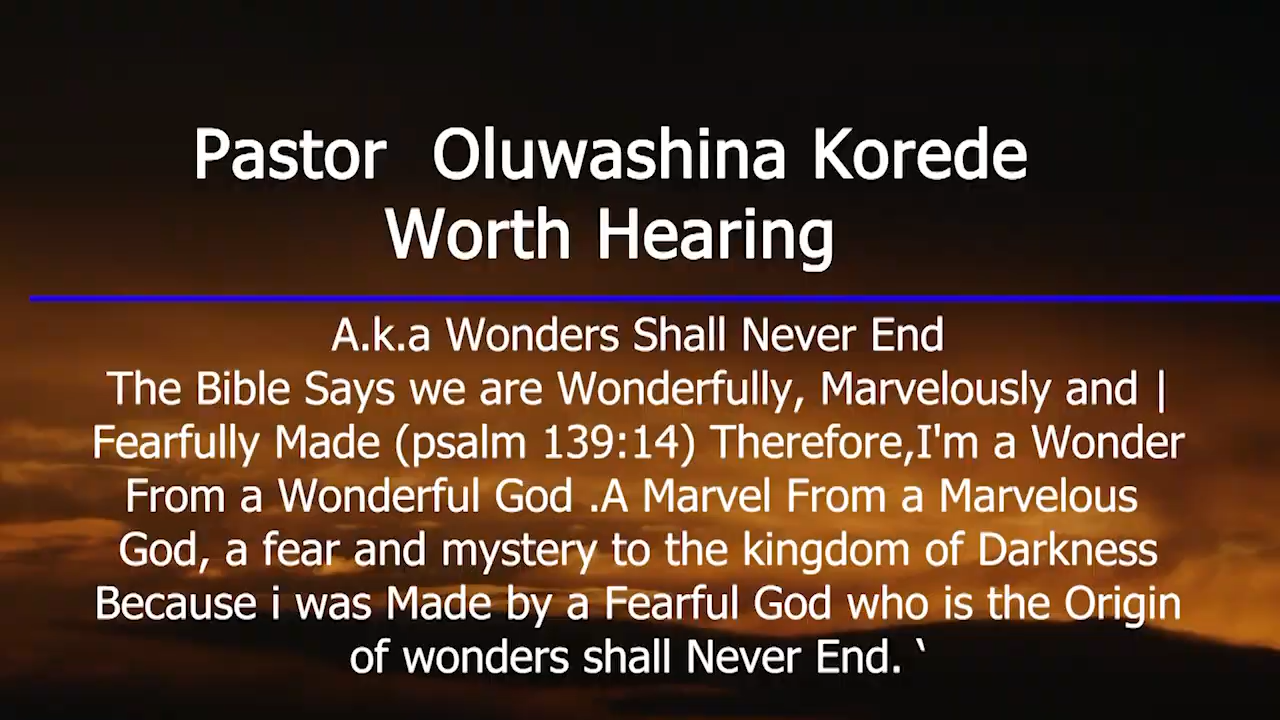 Pastor  Oluwashina Korede
Worth Hearing
A.k.a Wonders Shall Never End
The Bible Says we are Wonderfully, Marvelously and |
Fearfully Made (psalm 139:14) Therefore,I'm a Wonder
From a Wonderful God .A Marvel From a Marvelous
God, a fear and mystery to the kingdom of Darkness
Because i was Made by a Fearful God who is the Origin
of wonders shall Never End. ‵